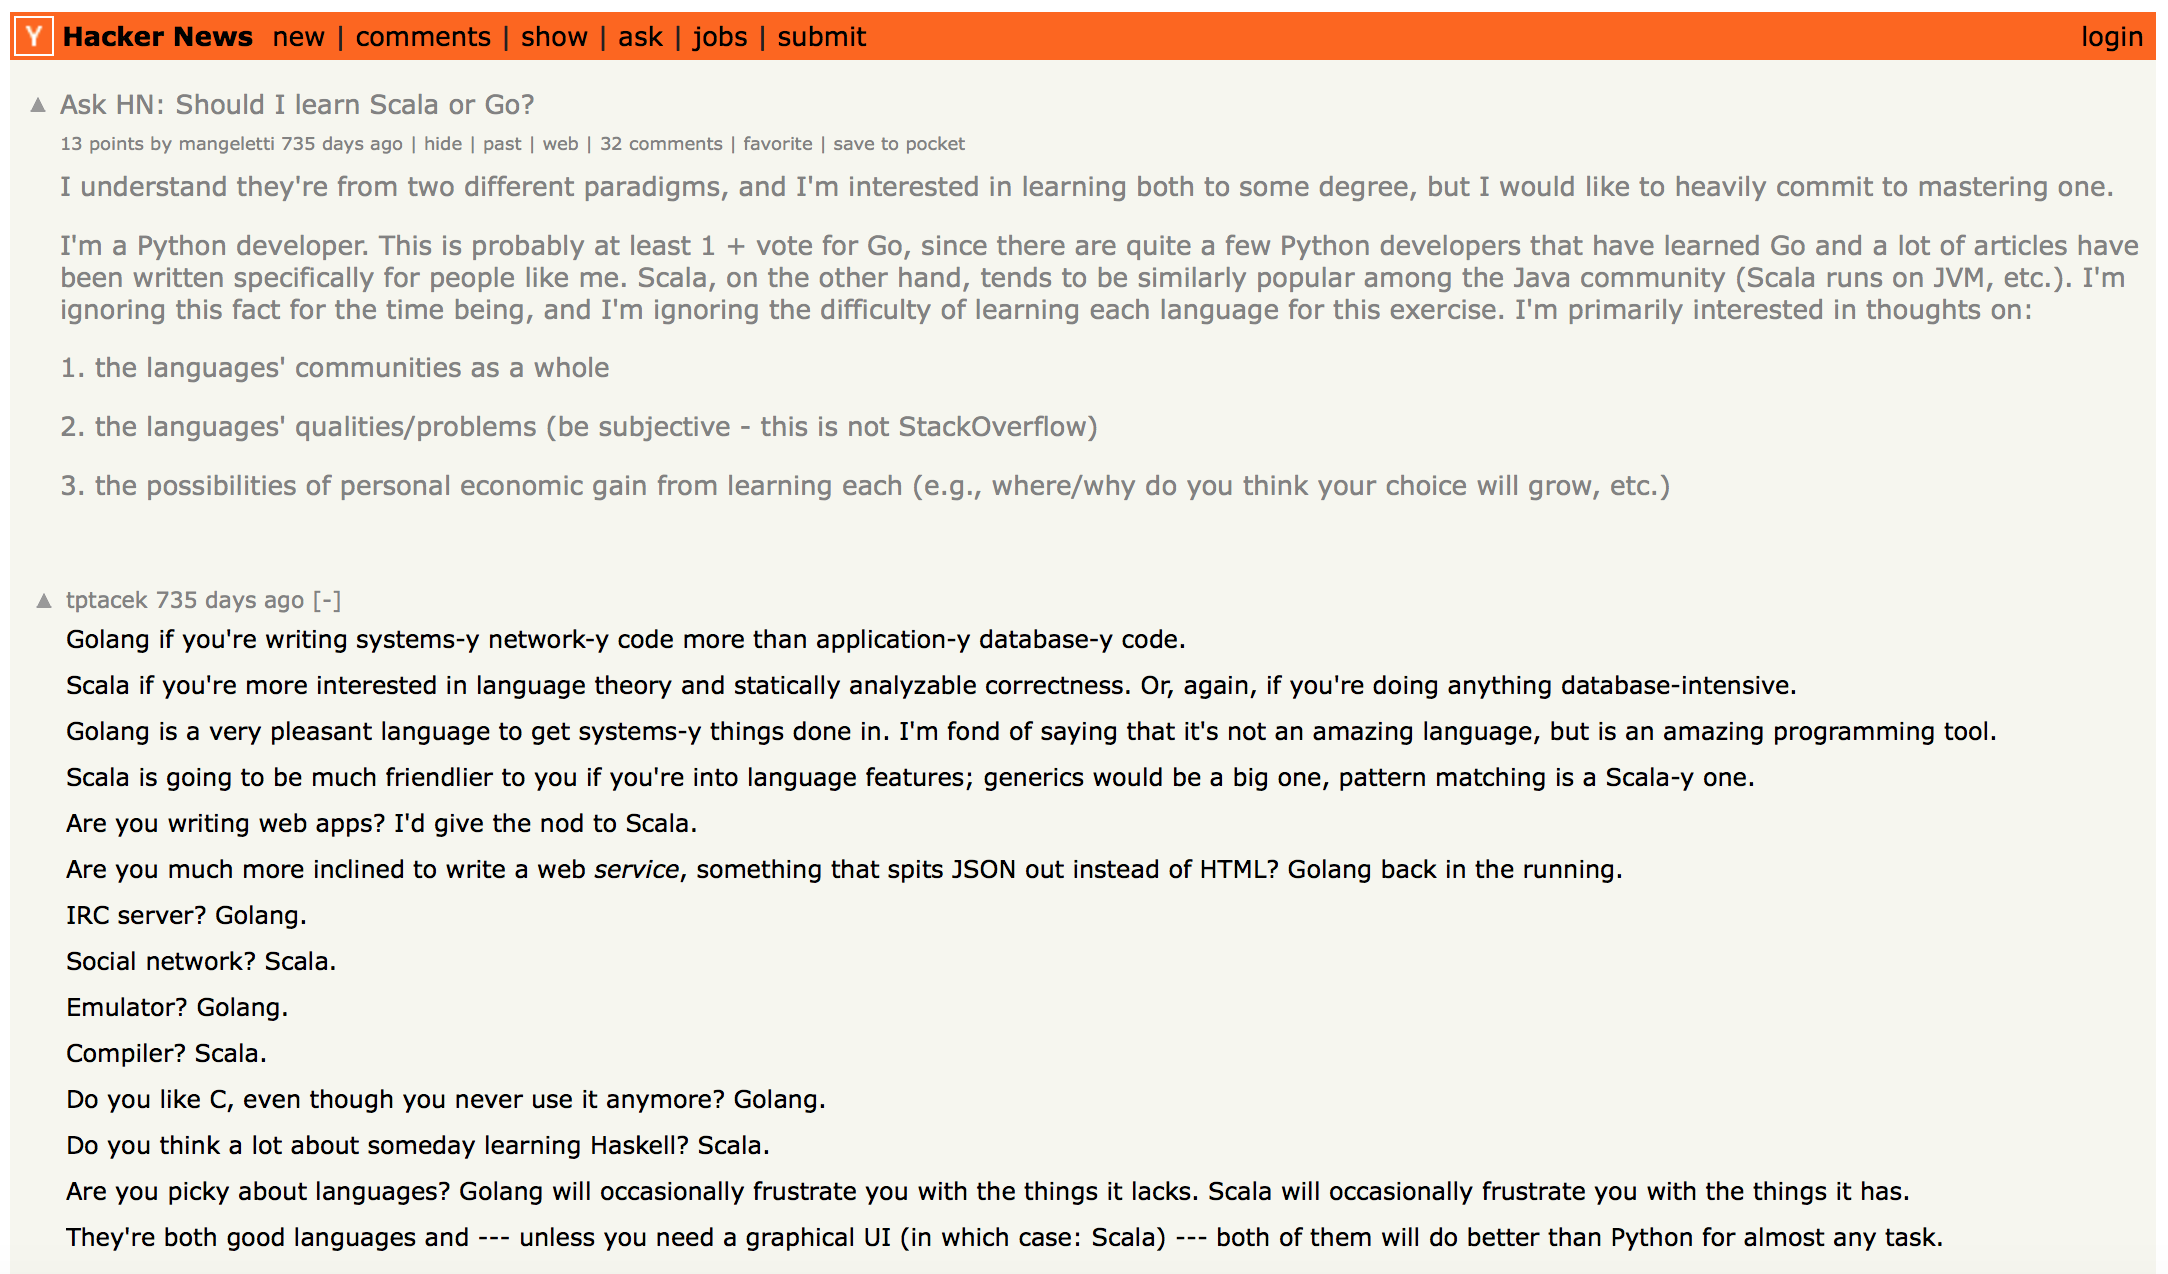 Y Hacker News new | comments | show | ask | jobs | submit login
▲ Ask HN: Should I learn Scala or Go?
13 points by mangeletti 735 days ago | hide | past | web | 32 comments | favorite | save to pocket
I understand they're from two different paradigms, and I'm interested in learning both to some degree, but I would like to heavily commit to mastering one.
I'm a Python developer. This is probably at least 1 + vote for Go, since there are quite a few Python developers that have learned Go and a lot of articles have
been written specifically for people like me. Scala, on the other hand, tends to be similarly popular among the Java community (Scala runs on JVM, etc.). I'm
ignoring this fact for the time being, and I'm ignoring the difficulty of learning each language for this exercise. I'm primarily interested in thoughts on:
1. the languages' communities as a whole
2. the languages' qualities/problems (be subjective - this is not StackOverflow)
3. the possibilities of personal economic gain from learning each (e.g., where/why do you think your choice will grow, etc.)
▲ tptacek 735 days ago [-]
Golang if you're writing systems-y network-y code more than application-y database-y code.
Scala if you're more interested in language theory and statically analyzable correctness. Or, again, if you're doing anything database-intensive.
Golang is a very pleasant language to get systems-y things done in. I'm fond of saying that it's not an amazing language, but is an amazing programming tool.
Scala is going to be much friendlier to you if you're into language features; generics would be a big one, pattern matching is a Scala-y one.
Are you writing web apps? I'd give the nod to Scala.
Are you much more inclined to write a web service, something that spits JSON out instead of HTML? Golang back in the running.
IRC server? Golang.
Social network? Scala.
Emulator? Golang.
Compiler? Scala.
Do you like C, even though you never use it anymore? Golang.
Do you think a lot about someday learning Haskell? Scala.
Are you picky about languages? Golang will occasionally frustrate you with the things it lacks. Scala will occasionally frustrate you with the things it has.
They're both good languages and --- unless you need a graphical UI (in which case: Scala) --- both of them will do better than Python for almost any task.